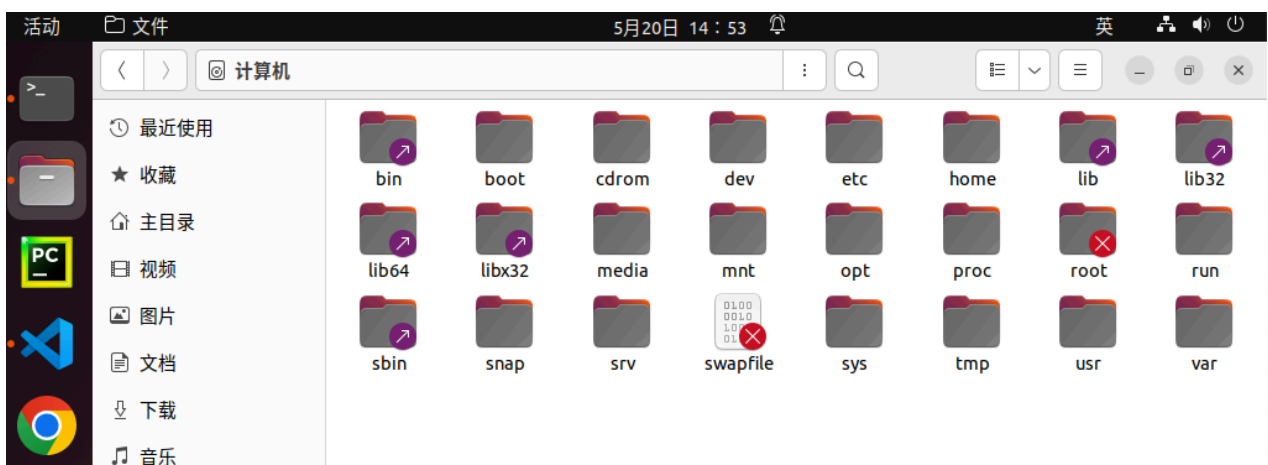 活动 文件 5月20日 14：53 英
计算机
>_
最近使用
收藏
主目录
PC
视频
图片
文档
下载
音乐
bin boot cdrom dev etc home lib lib32
lib64 libx32 media mnt opt proc root run
0100
0010
sbin snap srv swapfile sys tmp usr var